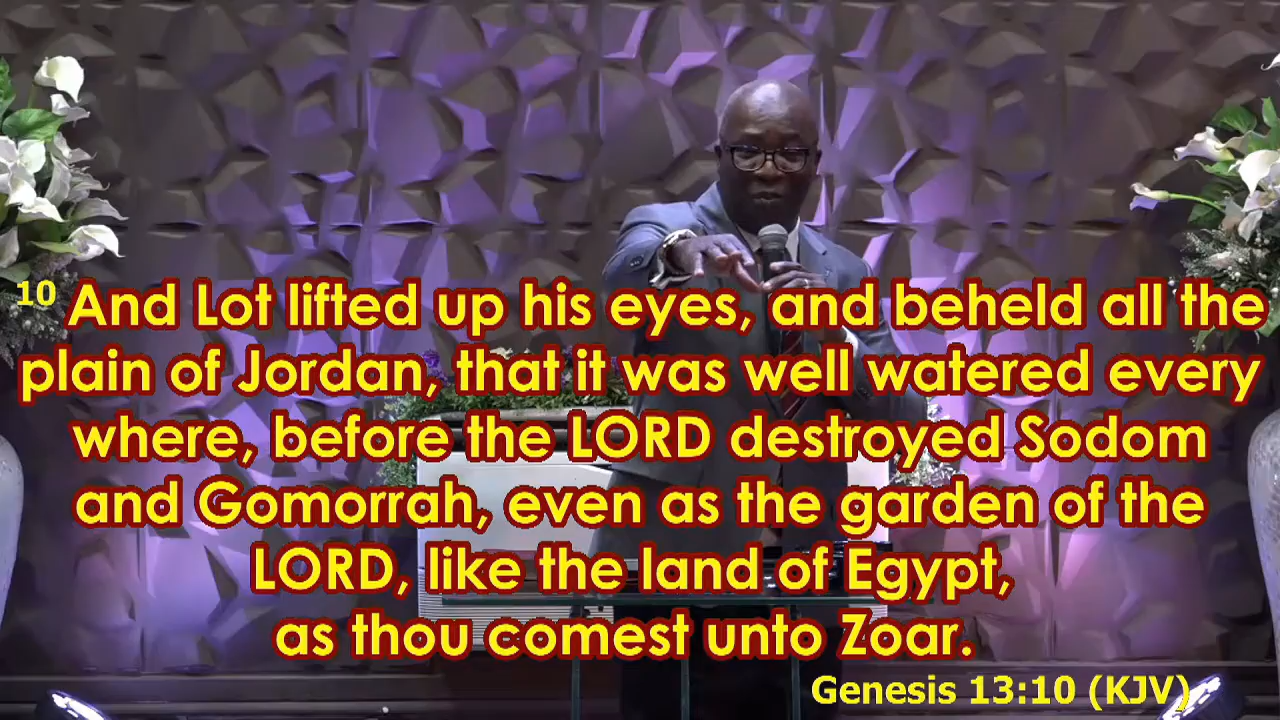 10 And Lot lifted up his eyes, and beheld all the
plain of Jordan, that it was well watered every
where, before the LORD destroyed Sodom
and Gomorrah, even as the garden of the
LORD, like the land of Egypt,
as thou comest unto Zoar.
Genesis 13:10 (KJV)